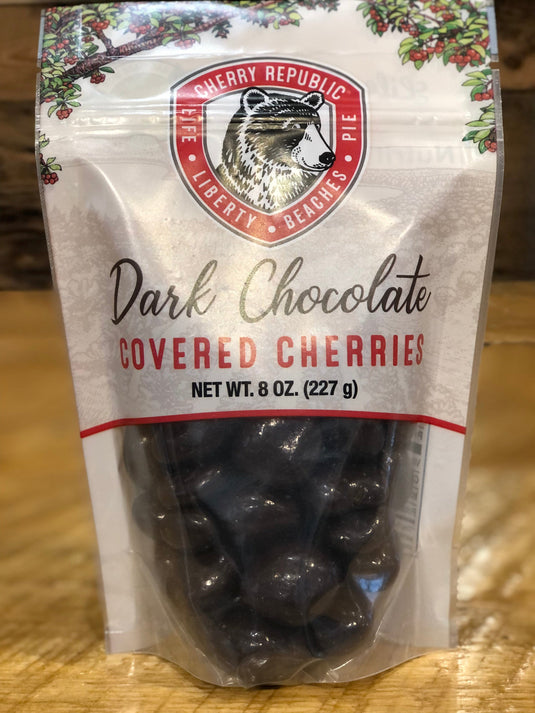 CHERRY REPUBLIC
LIFE • LIBERTY • BEACHES • PIE
Dark Chocolate
COVERED CHERRIES
NET WT. 8 OZ. (227 g)